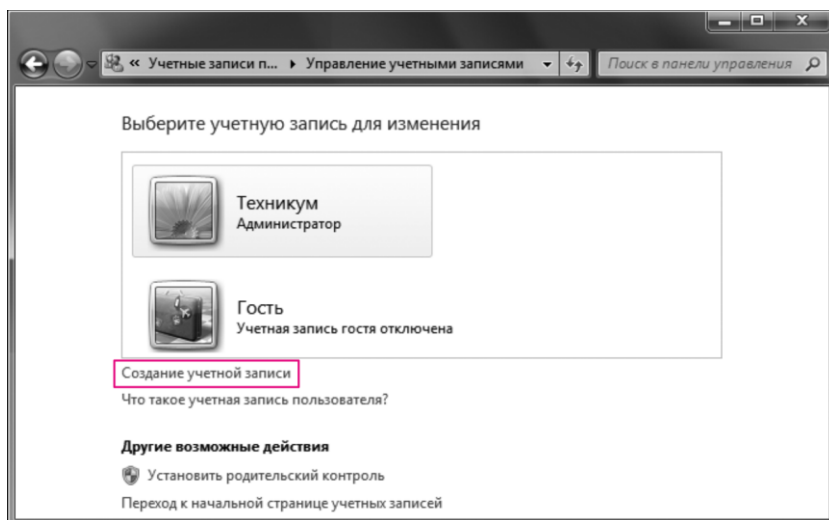 « Учетные записи п... ▸ Управление учетными записями
Поиск в панели управления
Выберите учетную запись для изменения
Техникум
Администратор
Гость
Учетная запись гостя отключена
Создание учетной записи
Что такое учетная запись пользователя?
Другие возможные действия
Установить родительский контроль
Переход к начальной странице учетных записей